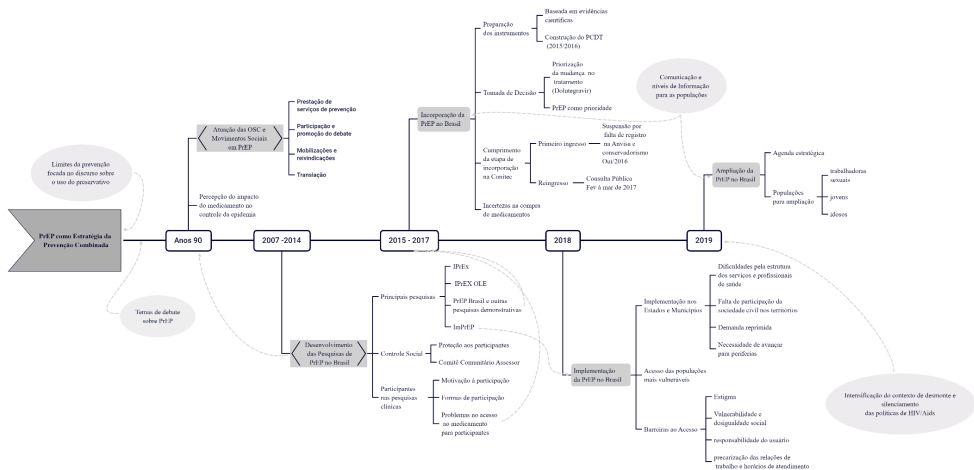 PrEP como Estratégia da
Prevenção Combinada
Limites da prevenção
focada no discurso sobre
o uso do preservativo
Temas de debate
sobre PrEP
Anos 90
Atuação das OSC e
Movimentos Sociais
em PrEP
Prestação de
serviços de prevenção
Participação e
promoção do debate
Mobilizações e
reivindicações
Translação
Percepção do impacto
do medicamento no
controle da epidemia
2007 -2014
Desenvolvimento
das Pesquisas de
PrEP no Brasil
Principais pesquisas
IPrEx
IPrEX OLE
PrEP Brasil e outras
pesquisas demonstrativas
ImPrEP
Controle Social
Proteção aos participantes
Comitê Comunitário Assessor
Participantes
nas pesquisas
clínicas
Motivação à participação
Formas de participação
Problemas no acesso
ao medicamento
para participantes
2015 - 2017
Incorporação da
PrEP no Brasil
Preparação
dos instrumentos
Baseada em evidências
científicas
Construção do PCDT
(2015/2016)
Tomada de Decisão
Priorização
da mudança no
tratamento
(Dolutegravir)
PrEP como prioridade
Cumprimento
da etapa de
incorporação
na Conitec
Primeiro ingresso
Suspensão por
falta de registro
na Anvisa e
conservadorismo
Out/2016
Reingresso
Consulta Pública
Fev à mar de 2017
Incertezas na compra
de medicamentos
Comunicação e
níveis de Informação
para as populações
2018
Implementação
da PrEP no Brasil
Implementação nos
Estados e Municípios
Dificuldades pela estrutura
dos serviços e profissionais
de saúde
Falta de participação da
sociedade civil nos territórios
Demanda reprimida
Necessidade de avançar
para periferias
Acesso das populações
mais vulneráveis
Barreiras ao Acesso
Estigma
Vulnerabilidade e
desigualdade social
responsabilidade do usuário
precarização das relações de
trabalho e horários de atendimento
2019
Ampliação da
PrEP no Brasil
Agenda estratégica
Populações
para ampliação
trabalhadoras
sexuais
jovens
idosos
Intensificação do contexto de desmonte e
silenciamento
das políticas de HIV/Aids